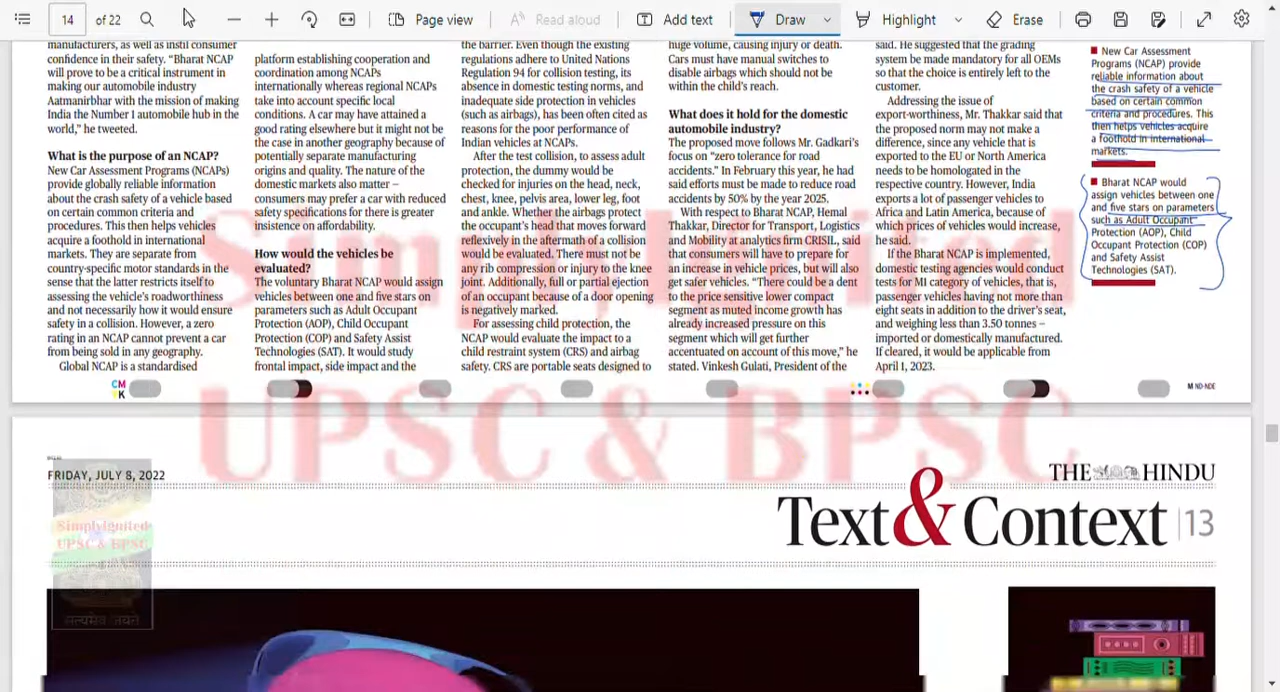 14 of 22 Page view Read aloud Add text Draw Highlight Erase
manufacturers, as well as instil consumer
confidence in their safety. “Bharat NCAP
will prove to be a critical instrument in
making our automobile industry
Aatmanirbhar with the mission of making
India the Number 1 automobile hub in the
world,” he tweeted.
What is the purpose of an NCAP?
New Car Assessment Programs (NCAPs)
provide globally reliable information
about the crash safety of a vehicle based
on certain common criteria and
procedures. This then helps vehicles
acquire a foothold in international
markets. They are separate from
country-specific motor standards in the
sense that the latter restricts itself to
assessing the vehicle’s roadworthiness
and not necessarily how it would ensure
safety in a collision. However, a zero
rating in an NCAP cannot prevent a car
from being sold in any geography.
Global NCAP is a standardised
platform establishing cooperation and
coordination among NCAPs
internationally whereas regional NCAPs
take into account specific local
conditions. A car may have attained a
good rating elsewhere but it might not be
the case in another geography because of
potentially separate manufacturing
origins and quality. The nature of the
domestic markets also matter –
consumers may prefer a car with reduced
safety specifications for there is greater
insistence on affordability.
How would the vehicles be
evaluated?
The voluntary Bharat NCAP would assign
vehicles between one and five stars on
parameters such as Adult Occupant
Protection (AOP), Child Occupant
Protection (COP) and Safety Assist
Technologies (SAT). It would study
frontal impact, side impact and the
the barrier. Even though the existing
regulations adhere to United Nations
Regulation 94 for collision testing, its
absence in domestic testing norms, and
inadequate side protection in vehicles
(such as airbags), has been often cited as
reasons for the poor performance of
Indian vehicles at NCAPs.
After the test collision, to assess adult
protection, the dummy would be
checked for injuries on the head, neck,
chest, knee, pelvis area, lower leg, foot
and ankle. Whether the airbags protect
the occupant’s head that moves forward
reflexively in the aftermath of a collision
would be evaluated. There must not be
any rib compression or injury to the knee
joint. Additionally, full or partial ejection
of an occupant because of a door opening
is negatively marked.
For assessing child protection, the
NCAP would evaluate the impact to a
child restraint system (CRS) and airbag
safety. CRS are portable seats designed to
huge volume, causing injury or death.
Cars must have manual switches to
disable airbags which should not be
within the child’s reach.
What does it hold for the domestic
automobile industry?
The proposed move follows Mr. Gadkari’s
focus on “zero tolerance for road
accidents.” In February this year, he had
said efforts must be made to reduce road
accidents by 50% by the year 2025.
With respect to Bharat NCAP, Hemal
Thakkar, Director for Transport, Logistics
and Mobility at analytics firm CRISIL, said
that consumers will have to prepare for
an increase in vehicle prices, but will also
get safer vehicles. “There could be a dent
to the price sensitive lower compact
segment as muted income growth has
already increased pressure on this
segment which will get further
accentuated on account of this move,” he
stated. Vinkesh Gulati, President of the
said. He suggested that the grading
system be made mandatory for all OEMs
so that the choice is entirely left to the
customer.
Addressing the issue of
export-worthiness, Mr. Thakkar said that
the proposed norm may not make a
difference, since any vehicle that is
exported to the EU or North America
needs to be homologated in the
respective country. However, India
exports a lot of passenger vehicles to
Africa and Latin America, because of
which prices of vehicles would increase,
he said.
If the Bharat NCAP is implemented,
domestic testing agencies would conduct
tests for M1 category of vehicles, that is,
passenger vehicles having not more than
eight seats in addition to the driver’s seat,
and weighing less than 3.50 tonnes –
imported or domestically manufactured.
If cleared, it would be applicable from
April 1, 2023.
New Car Assessment
Programs (NCAP) provide
reliable information about
the crash safety of a vehicle
based on certain common
criteria and procedures. This
then helps vehicles acquire
a foothold in international
markets.
Bharat NCAP would
assign vehicles between one
and five stars on parameters
such as Adult Occupant
Protection (AOP), Child
Occupant Protection (COP)
and Safety Assist
Technologies (SAT).
CM
K
M ND-NDE
SimplyIgnited
UPSC & BPSC
FRIDAY, JULY 8, 2022
THE HINDU
Text & Context 13
SimplyIgnited
UPSC & BPSC
सत्यमेव जयते